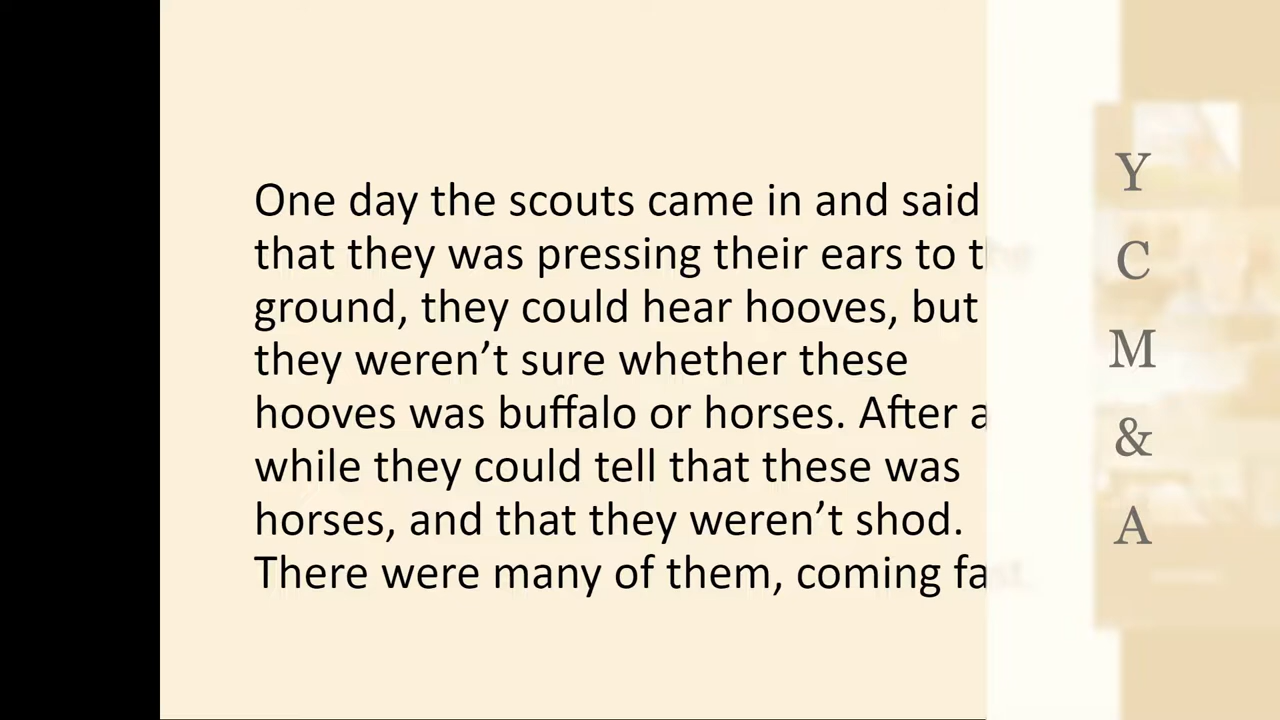 One day the scouts came in and said
that they was pressing their ears to the
ground, they could hear hooves, but
they weren’t sure whether these
hooves was buffalo or horses. After a
while they could tell that these was
horses, and that they weren’t shod.
There were many of them, coming fast.
Y
C
M
&
A